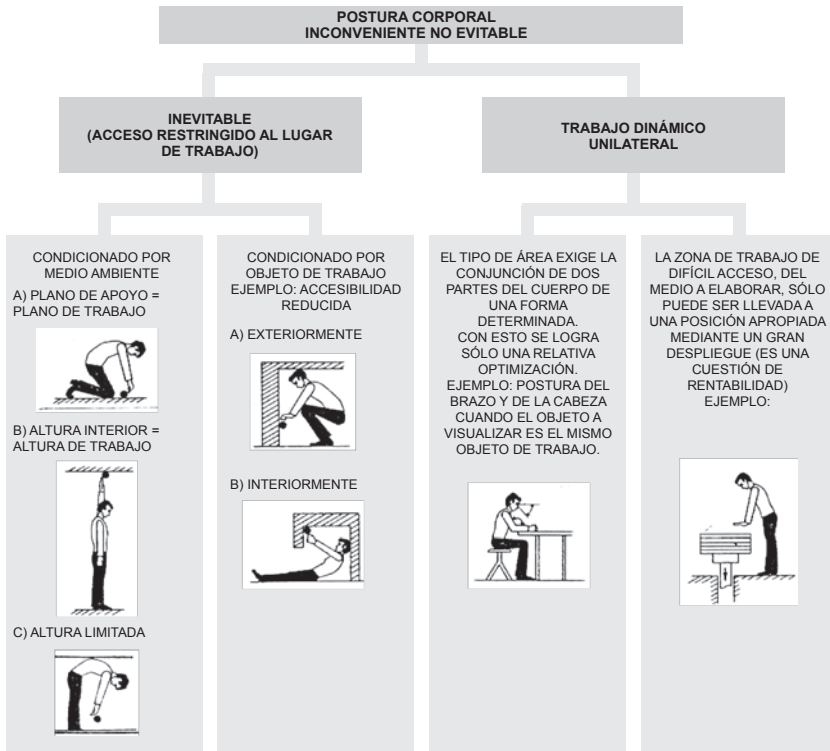 POSTURA CORPORAL
INCONVENIENTE NO EVITABLE
INEVITABLE
(ACCESO RESTRINGIDO AL LUGAR
DE TRABAJO)
TRABAJO DINÁMICO
UNILATERAL
CONDICIONADO POR
MEDIO AMBIENTE
A) PLANO DE APOYO =
PLANO DE TRABAJO
B) ALTURA INTERIOR =
ALTURA DE TRABAJO
C) ALTURA LIMITADA
CONDICIONADO POR
OBJETO DE TRABAJO
EJEMPLO: ACCESIBILIDAD
REDUCIDA
A) EXTERIORMENTE
B) INTERIORMENTE
EL TIPO DE ÁREA EXIGE LA
CONJUNCIÓN DE DOS
PARTES DEL CUERPO DE
UNA FORMA
DETERMINADA.
CON ESTO SE LOGRA
SÓLO UNA RELATIVA
OPTIMIZACIÓN.
EJEMPLO: POSTURA DEL
BRAZO Y DE LA CABEZA
CUANDO EL OBJETO A
VISUALIZAR ES EL MISMO
OBJETO DE TRABAJO.
LA ZONA DE TRABAJO DE
DIFÍCIL ACCESO, DEL
MEDIO A ELABORAR, SÓLO
PUEDE SER LLEVADA A
UNA POSICIÓN APROPIADA
MEDIANTE UN GRAN
DESPLIEGUE (ES UNA
CUESTIÓN DE
RENTABILIDAD)
EJEMPLO: